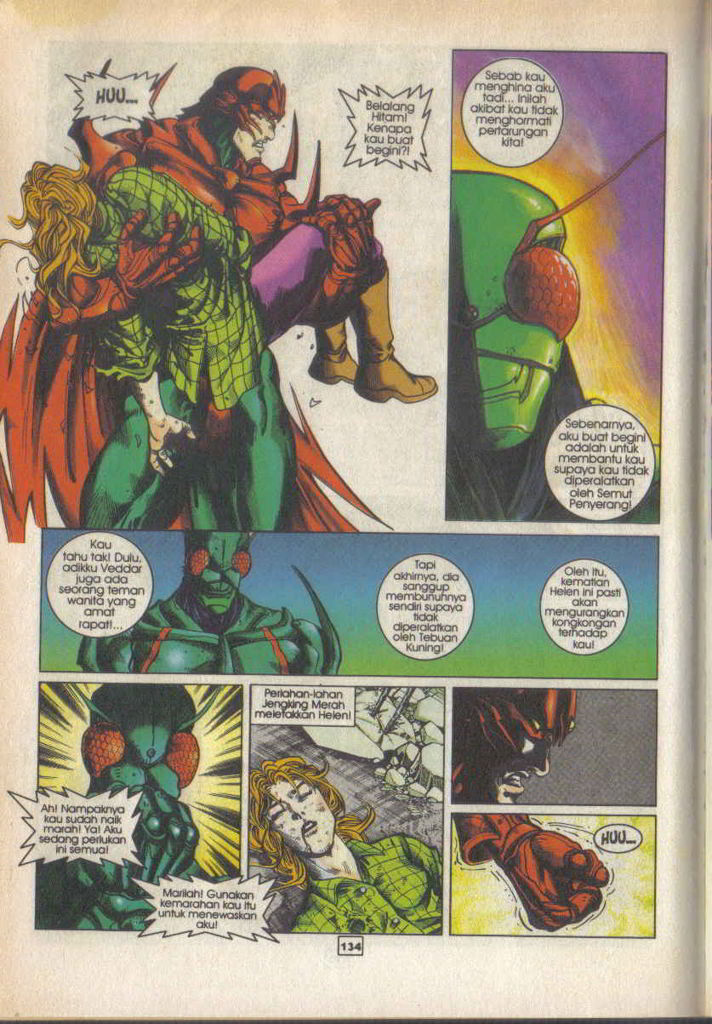 HUU...
Belalang
Hitam!
Kenapa
kau buat
begini?!
Sebab kau
menghina aku
tadi... Inilah
akibat kau tidak
menghormati
pertarungan
kita!
Sebenarnya,
aku buat begini
adalah untuk
membantu kau
supaya kau tidak
diperalatkan
oleh Semut
Penyerang!
Kau
tahu tak! Dulu,
adikku Veddar
juga ada
seorang teman
wanita yang
amat
rapat!...
Tapi
akhirnya, dia
sanggup
membunuhnya
sendiri supaya
tidak
diperalatkan
oleh Tebuan
Kuning!
Oleh itu,
kematian
Helen ini pasti
akan
mengurangkan
kongkongan
terhadap
kau!
Ah! Nampaknya
kau sudah naik
marah! Ya! Aku
sedang perlukan
ini semua!
Marilah! Gunakan
kemarahan kau itu
untuk menewaskan
aku!
Perlahan-lahan
Jengking Merah
meletakkan Helen!
HUU...
134